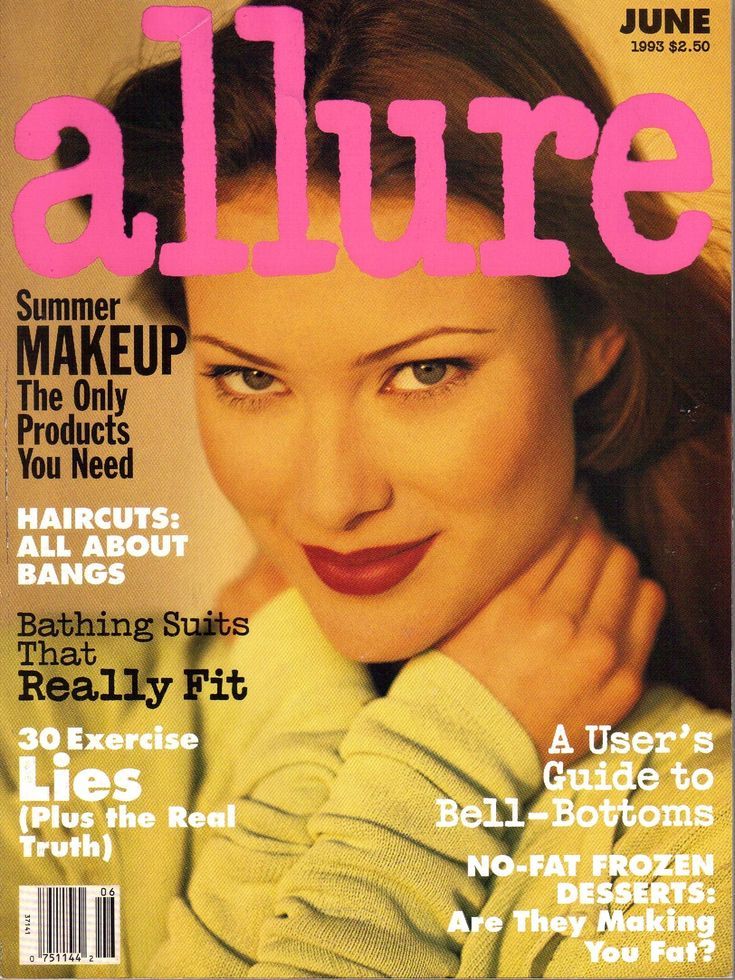 allure
JUNE
1993 $2.50
Summer
MAKEUP
The Only
Products
You Need
HAIRCUTS:
ALL ABOUT
BANGS
Bathing Suits
That
Really Fit
30 Exercise
Lies
(Plus the Real
Truth)
A User's
Guide to
Bell-Bottoms
NO-FAT FROZEN
DESSERTS:
Are They Making
You Fat?
06
37141
0 751144 2